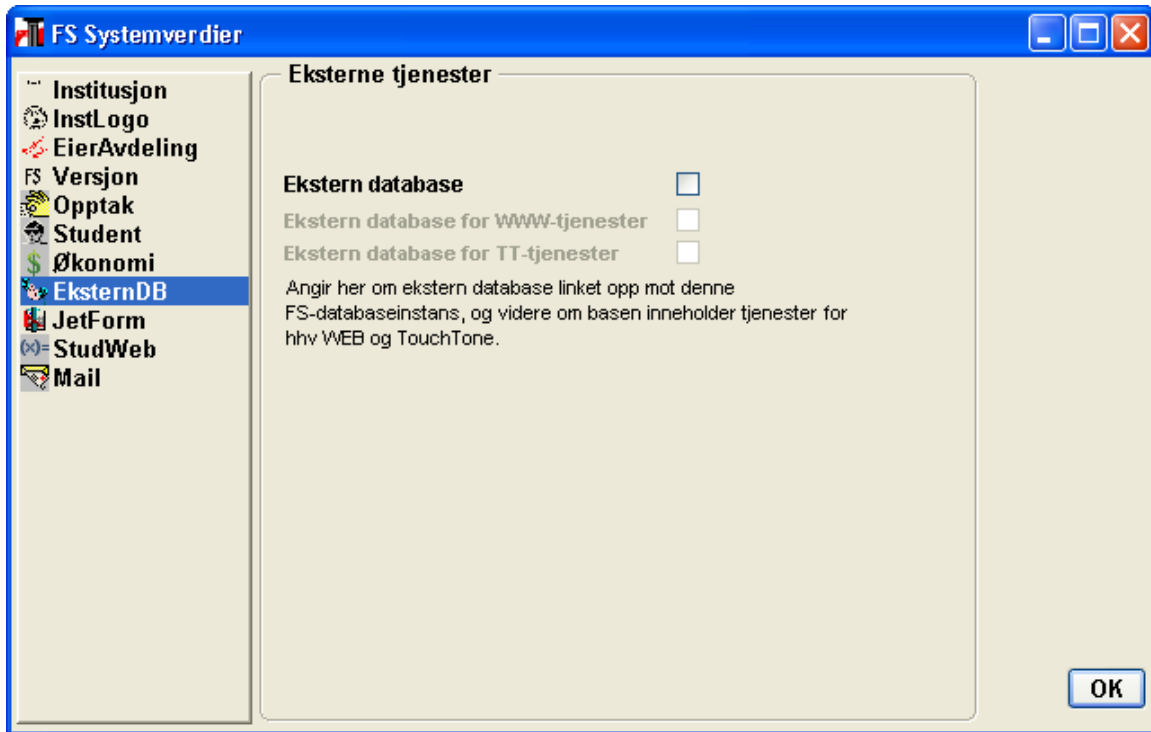 FS Systemverdier
Institusjon
InstLogo
EierAvdeling
FS Versjon
Opptak
Student
$ Økonomi
EksternDB
JetForm
(x)= StudWeb
Mail
Eksterne tjenester
Ekstern database
Ekstern database for WWW-tjenester
Ekstern database for TT-tjenester
Angir her om ekstern database linket opp mot denne
FS-databaseinstans, og videre om basen inneholder tjenester for
hhv WEB og TouchTone.
OK